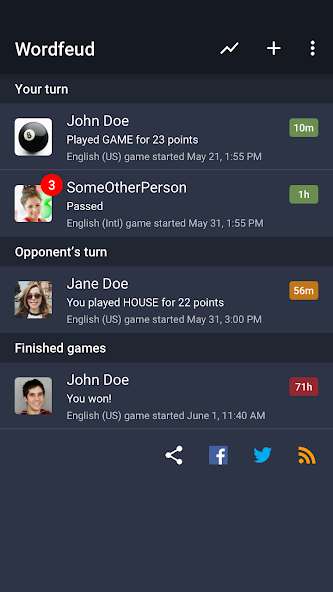 Wordfeud
Your turn
John Doe
10m
Played GAME for 23 points
English (US) game started May 21, 1:55 PM
3
SomeOtherPerson
1h
Passed
English (Intl) game started May 31, 1:55 PM
Opponent's turn
Jane Doe
56m
You played HOUSE for 22 points
English (US) game started May 31, 3:00 PM
Finished games
John Doe
71h
You won!
English (US) game started June 1, 11:40 AM